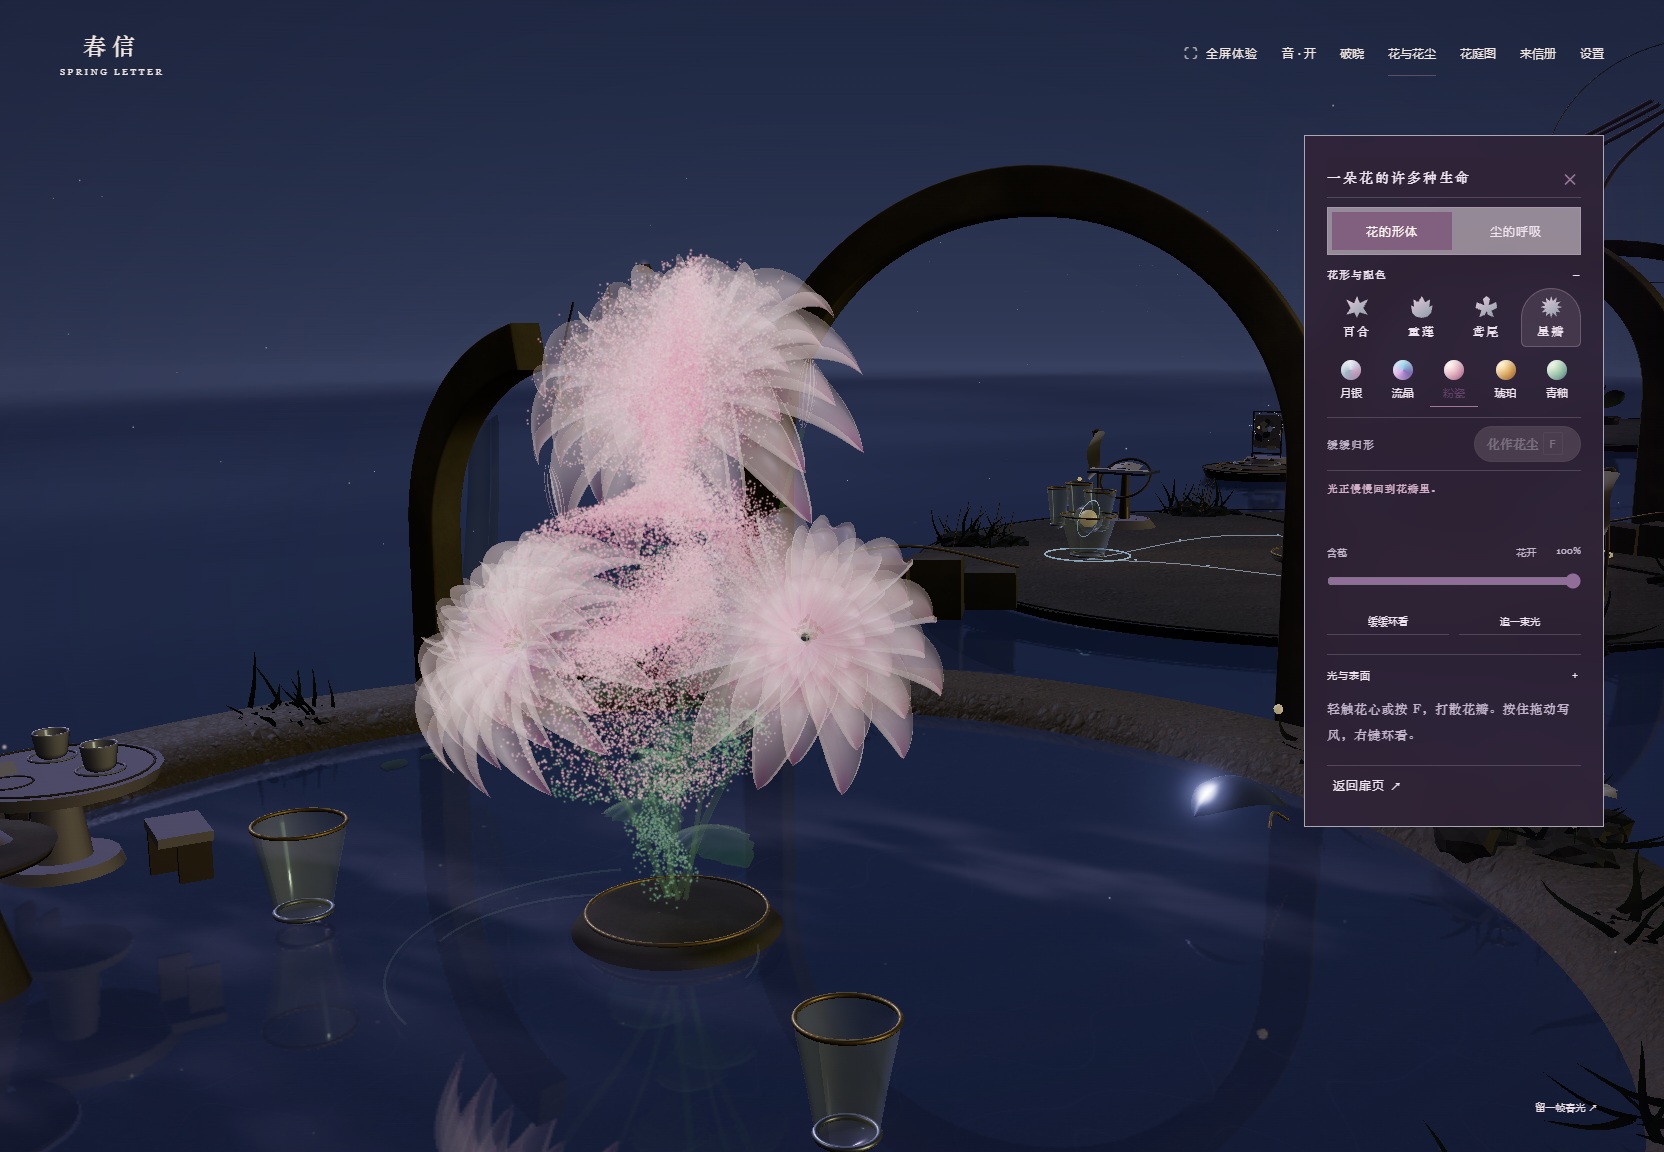 春信
SPRING LETTER
全屏体验 音·开 破晓 花与花尘 花庭图 来信册 设置
一朵花的许多种生命
花的形体 尘的呼吸
花形与配色
百合 重莲 鸢尾 星瓣
月银 流晶 粉瓷 琥珀 青釉
缓缓归形 化作花尘 F
光正慢慢回到花瓣里。
含苞 花开 100%
缓缓环看 追一束光
光与表面
轻触花心或按 F，打散花瓣。按住拖动写
风，右键环看。
返回扉页 ↗
留一帧春光 ↗